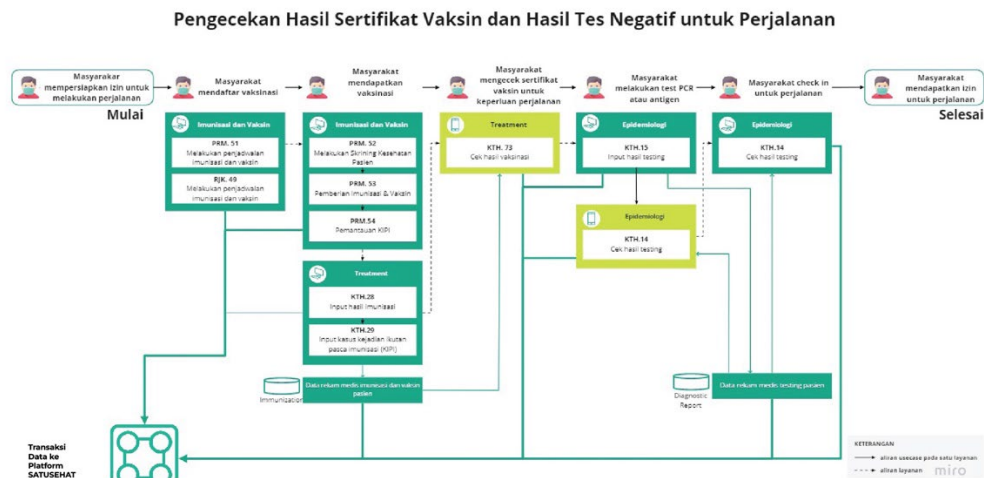 Pengecekan Hasil Sertifikat Vaksin dan Hasil Tes Negatif untuk Perjalanan
Masyarakar
mempersiapkan izin untuk
melakukan perjalanan
Mulai
Masyarakat
mendaftar vaksinasi
Masyarakat
mendapatkan
vaksinasi
Masyarakat
mengecek sertifikat
vaksin untuk
keperluan perjalanan
Masyarakat
melakukan test PCR
atau antigen
Masyarakat check in
untuk perjalanan
Masyarakat
mendapatkan izin
untuk perjalanan
Selesai
Imunisasi dan Vaksin
PRM. 51
Melakukan penjadwalan
imunisasi dan vaksin
RJK. 49
Melakukan penjadwalan
imunisasi dan vaksin
Imunisasi dan Vaksin
PRM. 52
Melakukan Skrining Kesehatan
Pasien
PRM. 53
Pemberian Imunisasi & Vaksin
PRM.54
Pemantauan KIPI
Treatment
KTH.28
Input hasil imunisasi
KTH.29
Input kasus kejadian ikutan
pasca imunisasi (KIPI)
Immunization
Data rekam medis imunisasi dan vaksin
pasien
Treatment
KTH. 73
Cek hasil vaksinasi
Epidemiologi
KTH.15
Input hasil testing
Epidemiologi
KTH.14
Cek hasil testing
Epidemiologi
KTH.14
Cek hasil testing
Diagnostic
Report
Data rekam medis testing pasien
Transaksi
Data ke
Platform
SATUSEHAT
KETERANGAN
aliran usecase pada satu layanan
aliran layanan
miro